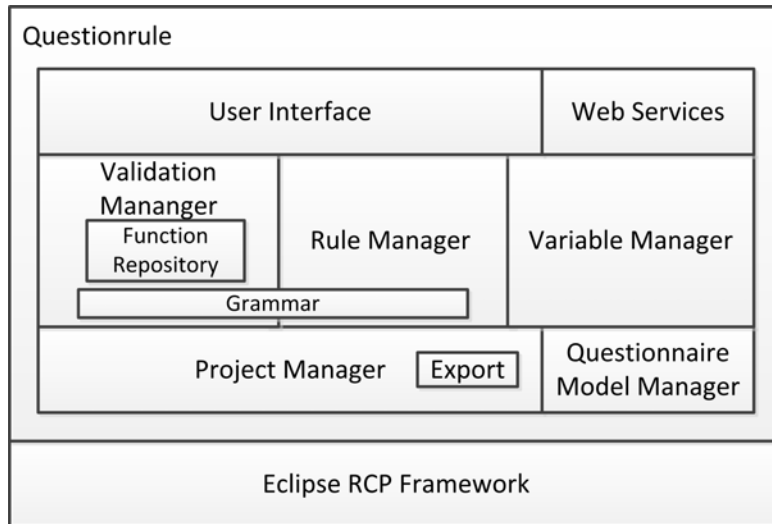 Questionrule
User Interface
Web Services
Validation
Mananger
Function
Repository
Rule Manager
Variable Manager
Grammar
Project Manager
Export
Questionnaire
Model Manager
Eclipse RCP Framework